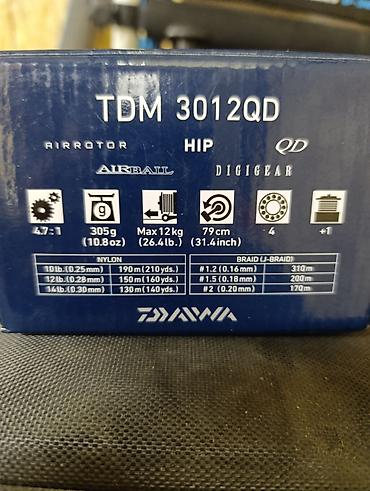 TDM 3012QD
AIRROTOR HIP QD
AIRBAIL DIGIGEAR
g
4.7:1 305g Max 12kg 79cm 4 +1
(10.8oz) (26.4lb.) (31.4inch)
NYLON BRAID (J-BRAID)
10lb.(0.25mm) 190m(210yds.) #1.2 (0.16mm) 310m
12lb.(0.28mm) 150m(160yds.) #1.5 (0.18mm) 200m
14lb.(0.30mm) 130m(140yds.) #2 (0.20mm) 170m
DAIWA